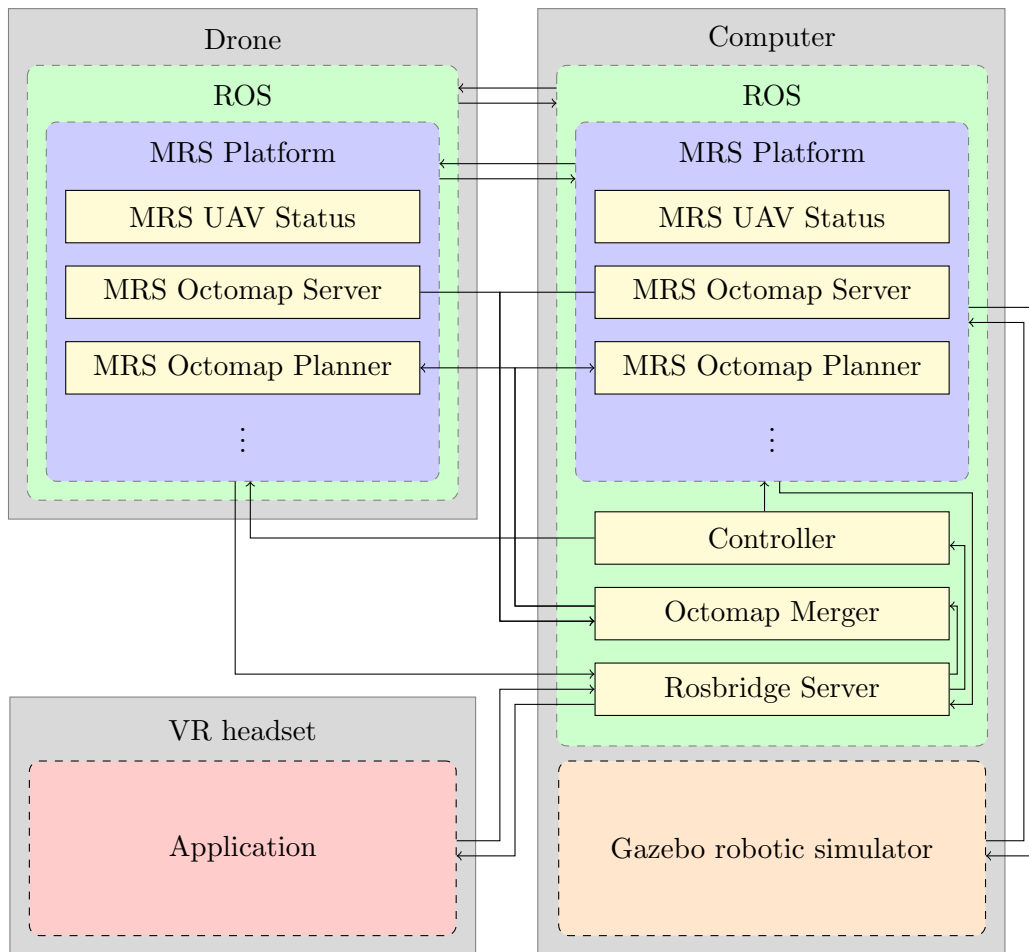 Drone
ROS
MRS Platform
MRS UAV Status
MRS Octomap Server
MRS Octomap Planner
⋮
Computer
ROS
MRS Platform
MRS UAV Status
MRS Octomap Server
MRS Octomap Planner
⋮
Controller
Octomap Merger
Rosbridge Server
VR headset
Application
Gazebo robotic simulator